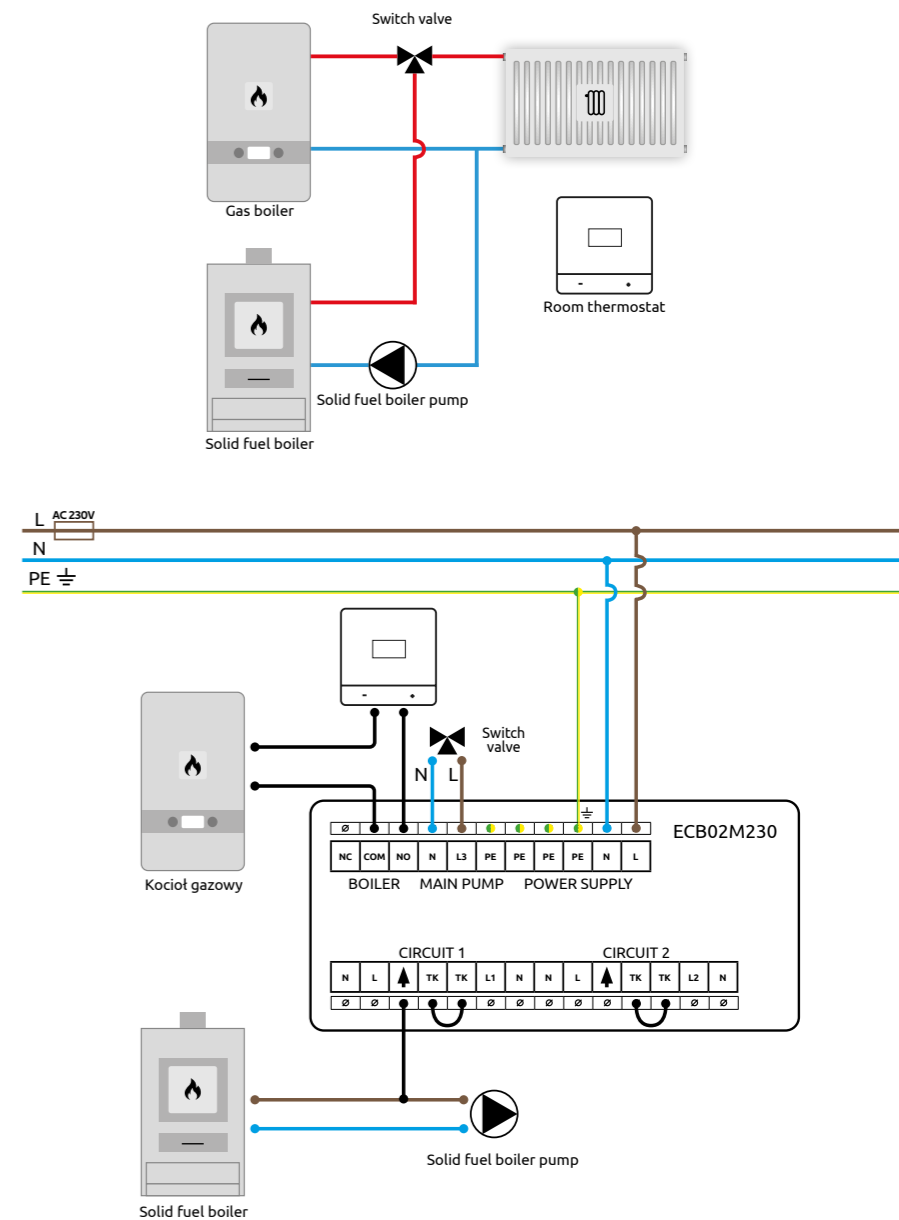 Switch valve
Gas boiler
Room thermostat
Solid fuel boiler pump
Solid fuel boiler
L AC 230V
N
PE
Switch
valve
N L
ECB02M230
NC COM NO N L3 PE PE PE PE N L
BOILER MAIN PUMP POWER SUPPLY
Kocioł gazowy
CIRCUIT 1 CIRCUIT 2
N L TK TK L1 N N L TK TK L2 N
Solid fuel boiler pump
Solid fuel boiler